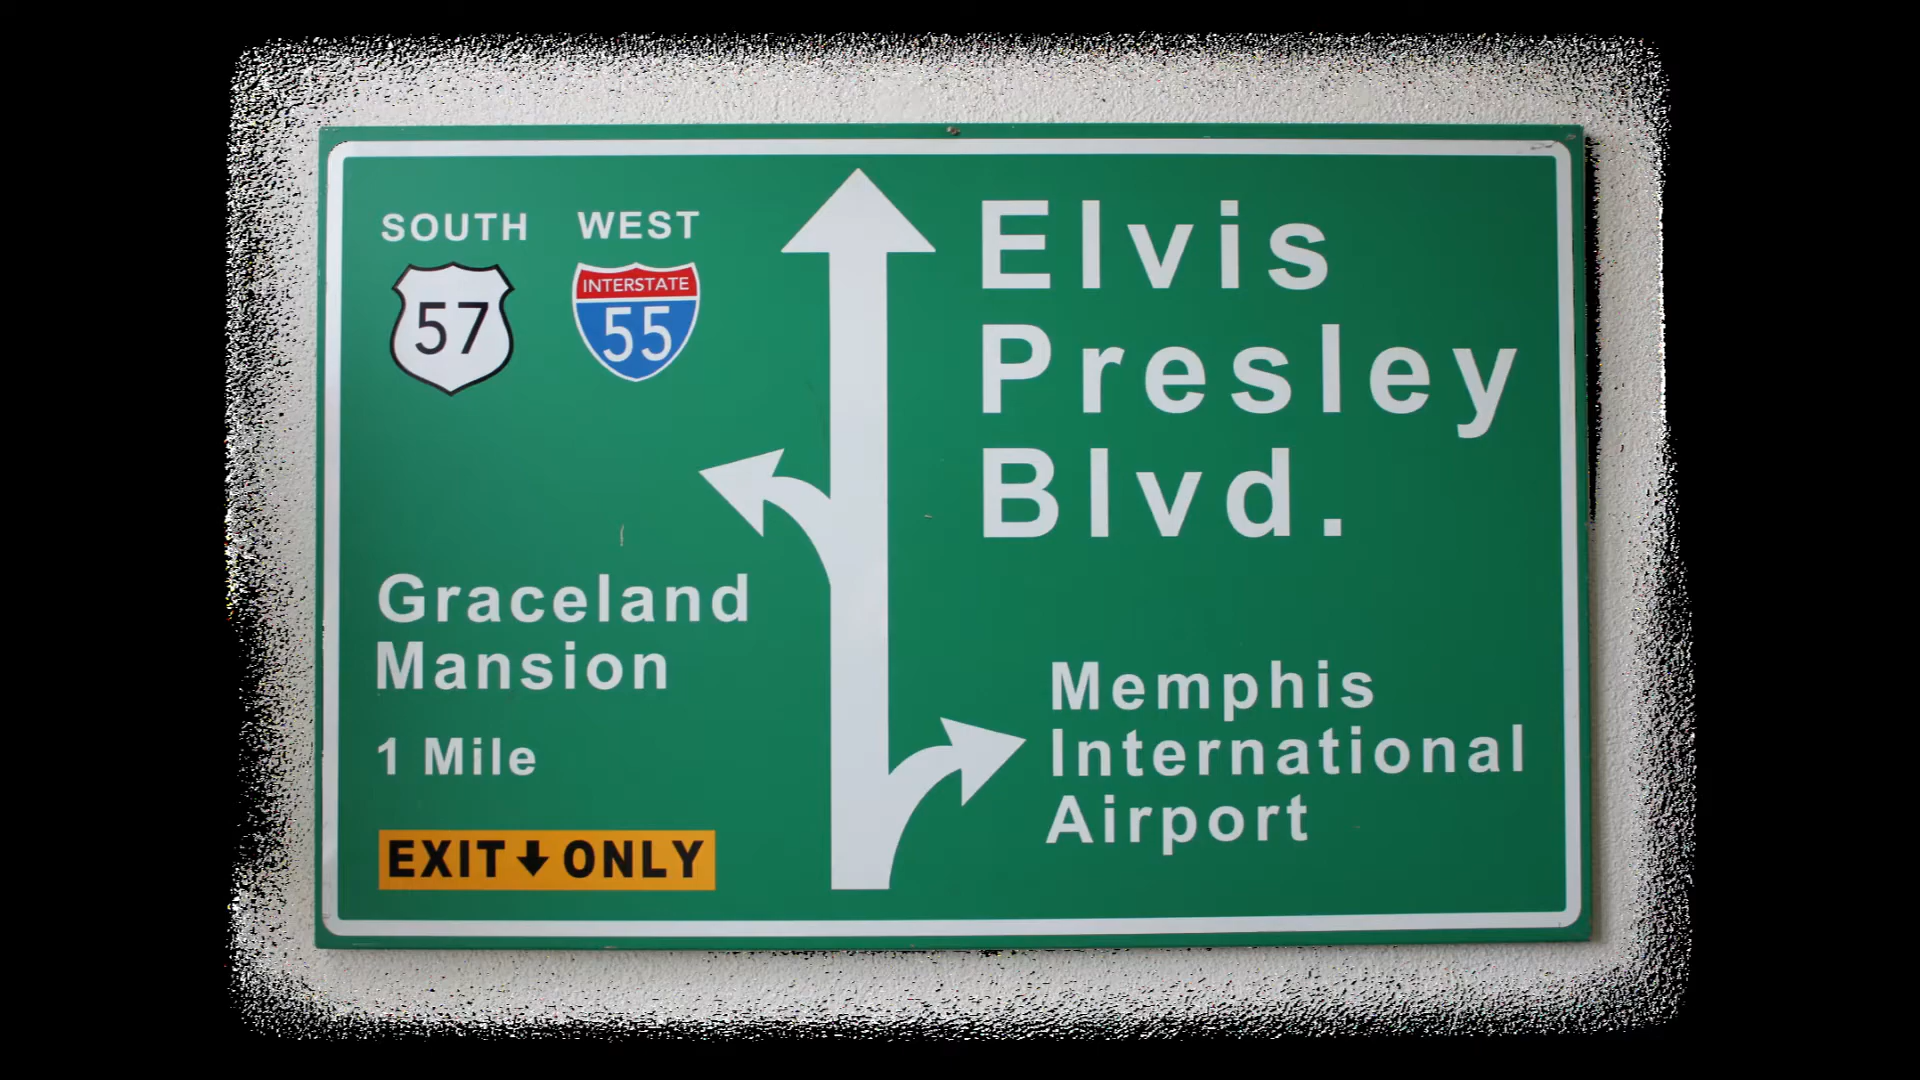 SOUTH WEST
57
INTERSTATE
55
Elvis
Presley
Blvd.
Graceland
Mansion
1 Mile
EXIT ONLY
Memphis
International
Airport